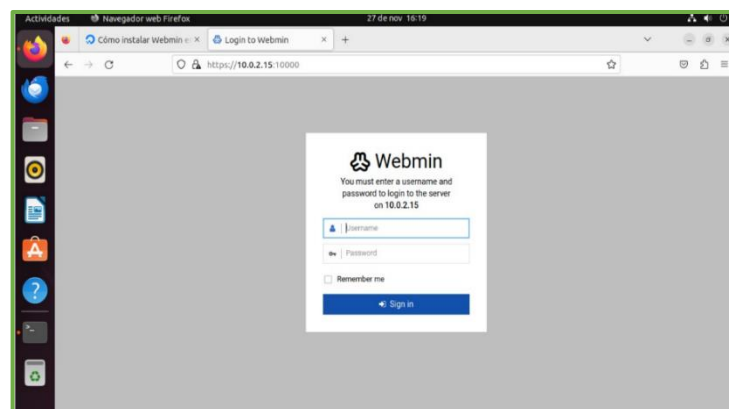 Actividades
Navegador web Firefox
27 de nov 16:19
Cómo instalar Webmin e
Login to Webmin
https://10.0.2.15:10000
Webmin
You must enter a username and
password to login to the server
on 10.0.2.15
Username
Password
Remember me
Sign in